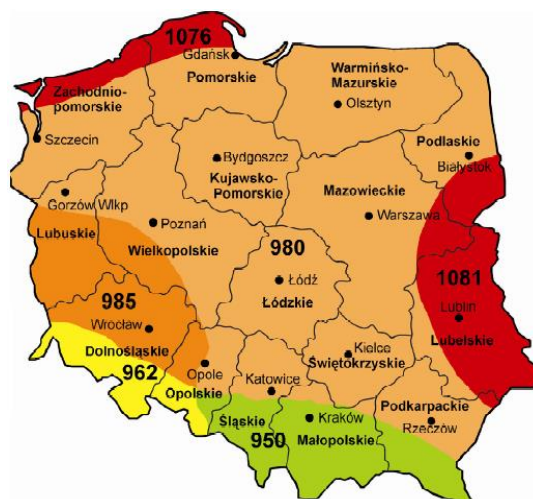 1076
Gdańsk
Pomorskie
Zachodnio-
pomorskie
Warmińsko-
Mazurskie
Olsztyn
Szczecin
Podlaskie
Białystok
Bydgoszcz
Kujawsko-
Pomorskie
Mazowieckie
Gorzów Wlkp
Lubuskie
Poznań
Wielkopolskie
Warszawa
980
Łódź
Łódzkie
1081
Lublin
Lubelskie
985
Wrocław
Dolnośląskie
962
Opole
Opolskie
Kielce
Świętokrzyskie
Katowice
Śląskie
950
Kraków
Małopolskie
Podkarpackie
Rzeczów